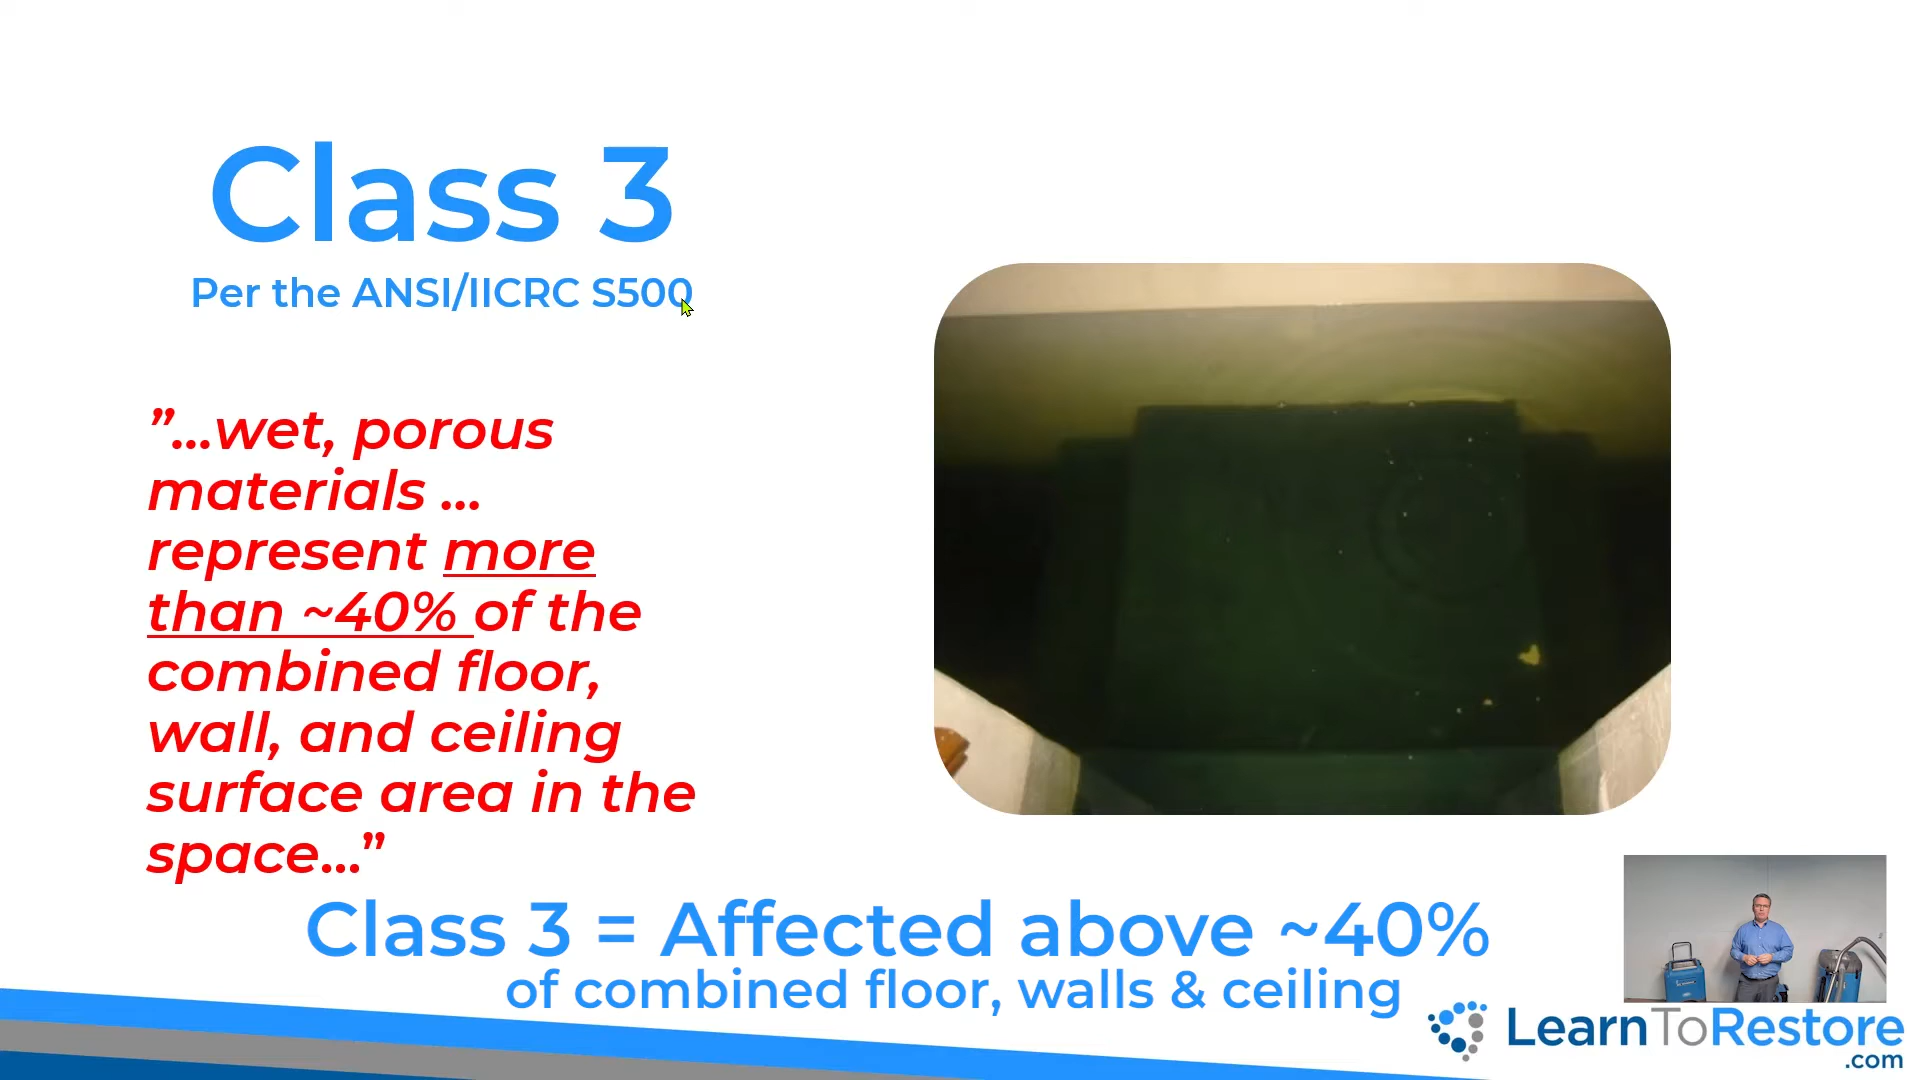 Class 3
Per the ANSI/IICRC S500
”...wet, porous
materials ...
represent more
than ~40% of the
combined floor,
wall, and ceiling
surface area in the
space...”
Class 3 = Affected above ~40%
of combined floor, walls & ceiling
LearnToRestore
.com